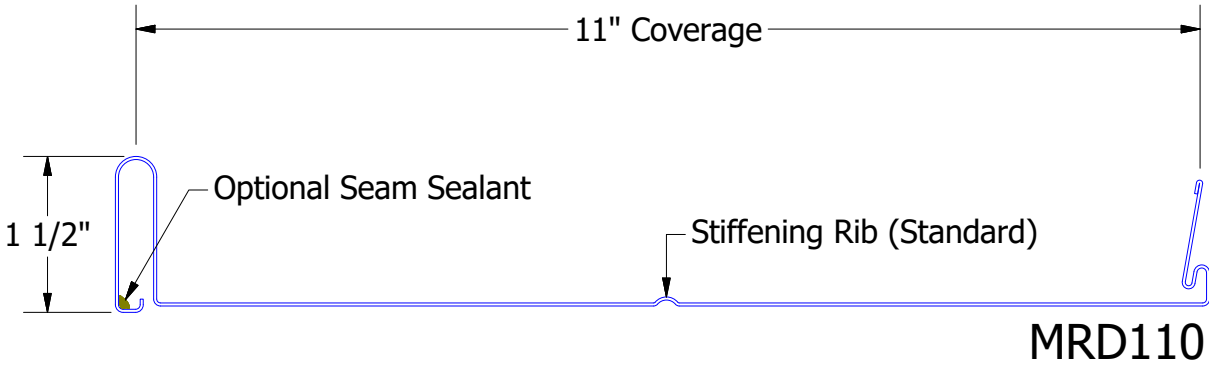 11" Coverage
Optional Seam Sealant
1 1/2"
Stiffening Rib (Standard)
MRD110